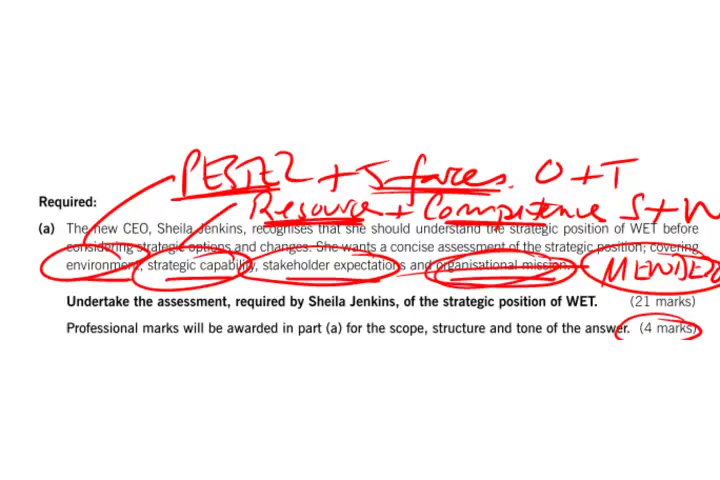 PESTEL + 5 forces. O + T
Required:
Resource + Competence S + W
(a) The new CEO, Sheila Jenkins, recognises that she should understand the strategic position of WET before
considering strategic options and changes. She wants a concise assessment of the strategic position; covering
environment, strategic capability, stakeholder expectations and organisational mission.
Undertake the assessment, required by Sheila Jenkins, of the strategic position of WET. (21 marks)
Professional marks will be awarded in part (a) for the scope, structure and tone of the answer. (4 marks)